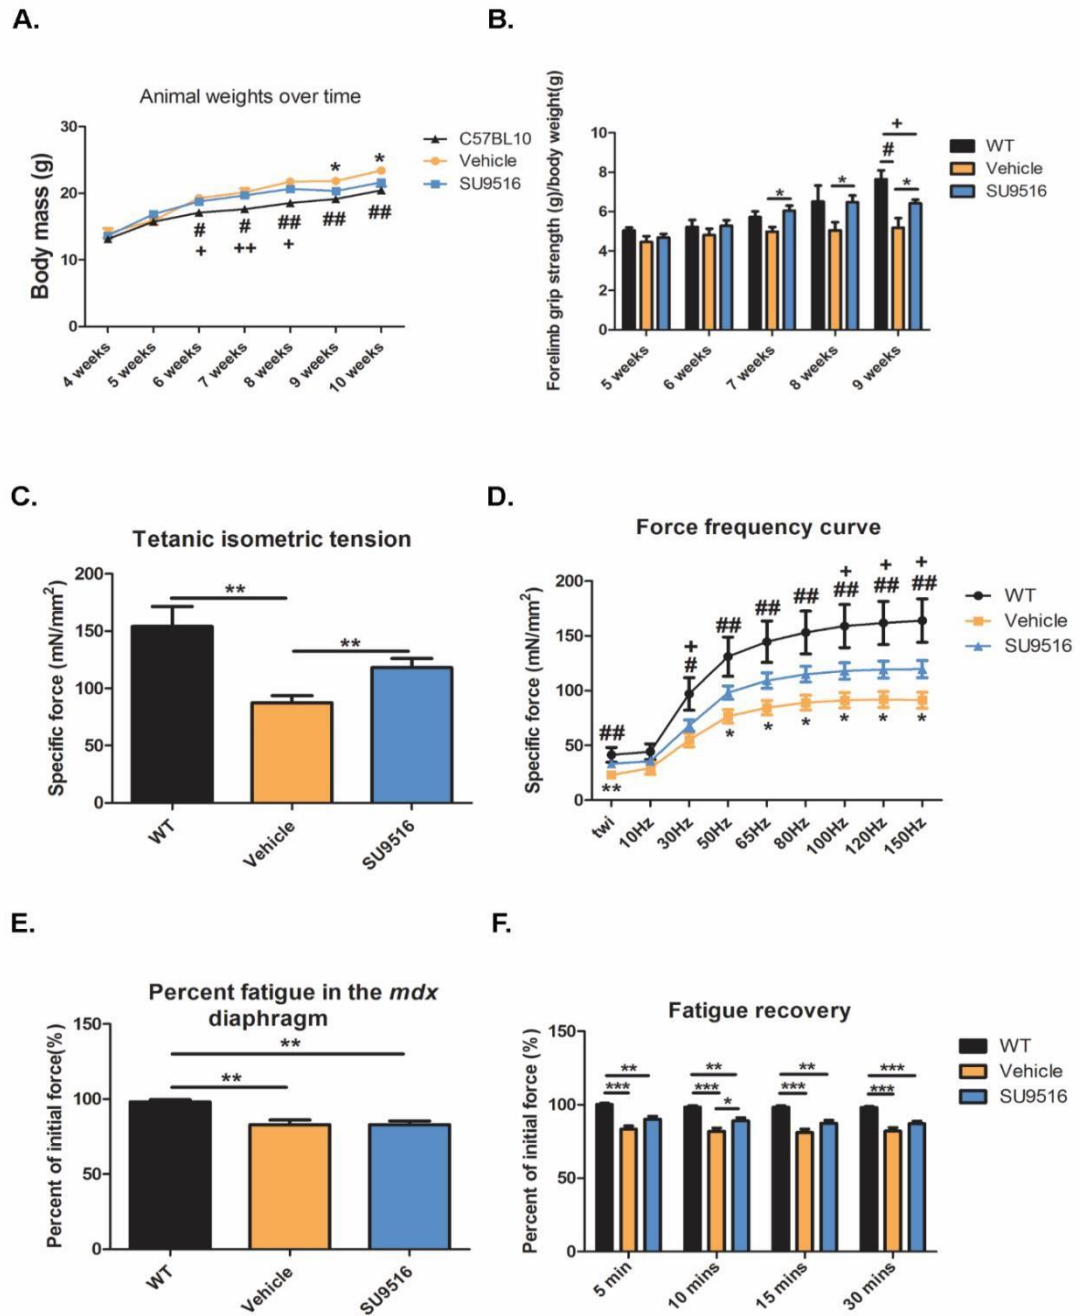 A.
Animal weights over time
Body mass (g)
30
20
10
0
* *
# # ## ## ##
+ ++ +
4 weeks
5 weeks
6 weeks
7 weeks
8 weeks
9 weeks
10 weeks
C57BL10
Vehicle
SU9516
B.
Forelimb grip strength (g)/body weight(g)
10
8
6
4
2
0
+
#
* * *
5 weeks
6 weeks
7 weeks
8 weeks
9 weeks
WT
Vehicle
SU9516
C.
Tetanic isometric tension
Specific force (mN/mm²)
200
150
100
50
0
**
**
WT
Vehicle
SU9516
D.
Force frequency curve
Specific force (mN/mm²)
200
150
100
50
0
+ + + +
## # ## ## ## ## ## ##
** * * * * * *
twi
10Hz
30Hz
50Hz
65Hz
80Hz
100Hz
120Hz
150Hz
WT
Vehicle
SU9516
E.
Percent fatigue in the mdx
diaphragm
Percent of initial force(%)
150
100
50
0
**
**
WT
Vehicle
SU9516
F.
Fatigue recovery
Percent of initial force (%)
150
100
50
0
** ** ** ***
*** *** *** ***
*
5 min
10 mins
15 mins
30 mins
WT
Vehicle
SU9516